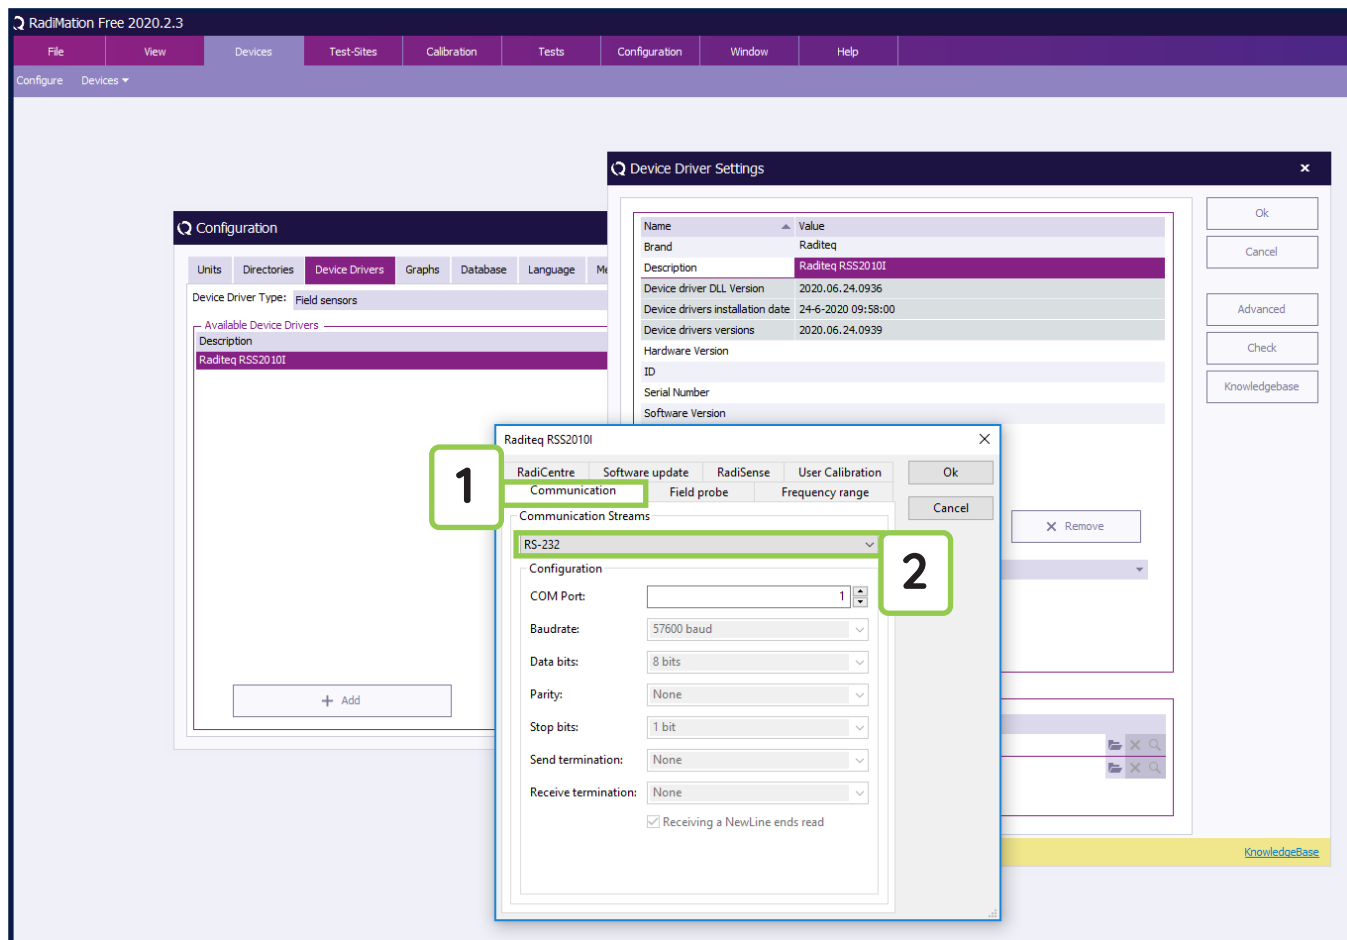 RadiMation Free 2020.2.3
File View Devices Test-Sites Calibration Tests Configuration Window Help
Configure Devices
Device Driver Settings
Name Value
Brand Raditeq
Description Raditeq RSS2010I
Device driver DLL Version 2020.06.24.0936
Device drivers installation date 24-6-2020 09:58:00
Device drivers versions 2020.06.24.0939
Hardware Version
ID
Serial Number
Software Version
Ok
Cancel
Advanced
Check
Knowledgebase
Remove
KnowledgeBase
Configuration
Units Directories Device Drivers Graphs Database Language Me
Device Driver Type: Field sensors
Available Device Drivers
Description
Raditeq RSS2010I
Add
Raditeq RSS2010I
RadiCentre Software update RadiSense User Calibration
Communication Field probe Frequency range
Ok
Cancel
1
Communication Streams
RS-232
2
Configuration
COM Port: 1
Baudrate: 57600 baud
Data bits: 8 bits
Parity: None
Stop bits: 1 bit
Send termination: None
Receive termination: None
Receiving a NewLine ends read